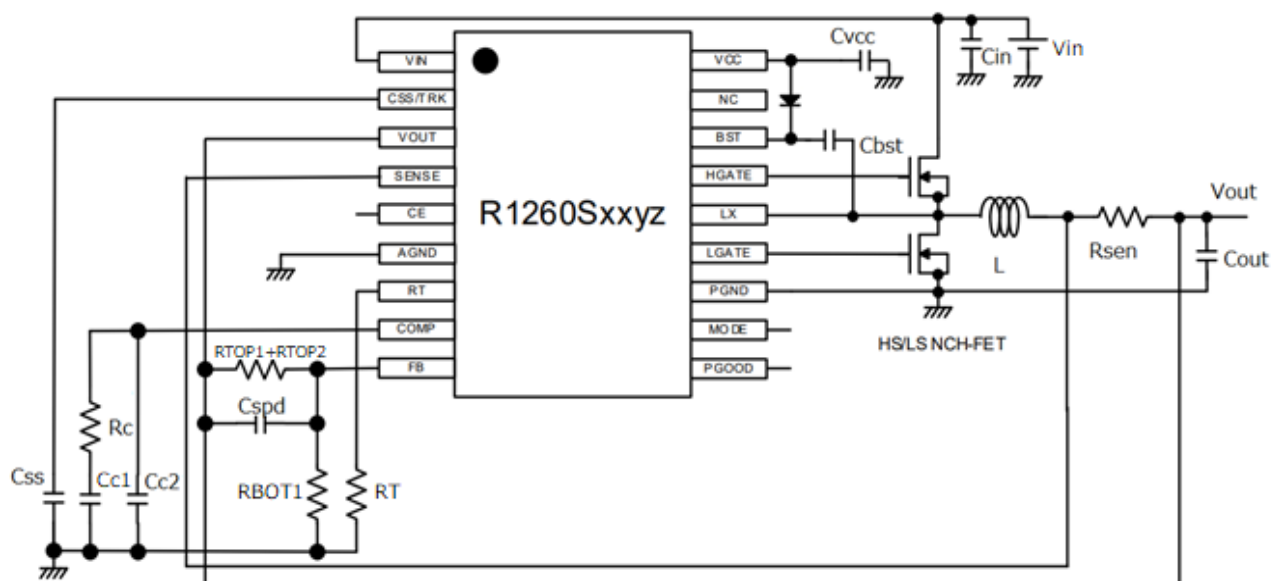 Cvcc
Cin
Vin
VIN
VCC
CSS/TRK
NC
VOUT
BST
Cbst
SENSE
HGATE
Vout
CE
R1260Sxxyz
LX
AGND
LGATE
L
Rsen
Cout
RT
PGND
COMP
MODE
HS/LS NCH-FET
RTOP1+RTOP2
FB
PGOOD
Cspd
Rc
Css
Cc1
Cc2
RBOT1
RT